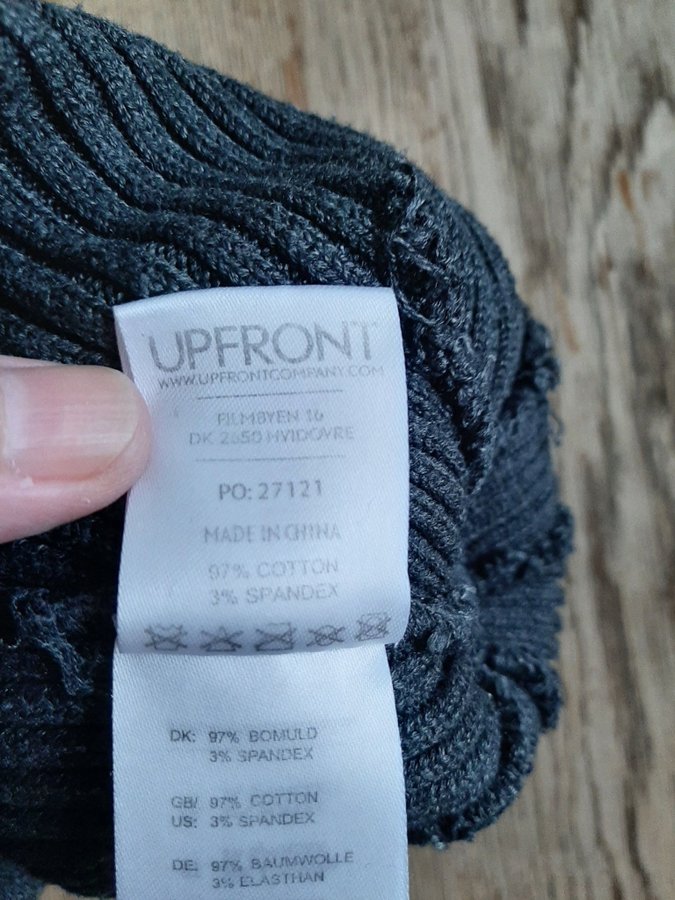 UPFRONT
WWW.UPFRONTCOMPANY.COM
FILMBYEN 16
DK 2650 HVIDOVRE
PO: 27121
MADE IN CHINA
97% COTTON
3% SPANDEX
DK: 97% BOMULD
3% SPANDEX
GB/ 97% COTTON
US: 3% SPANDEX
DE: 97% BAUMWOLLE
3% ELASTHAN